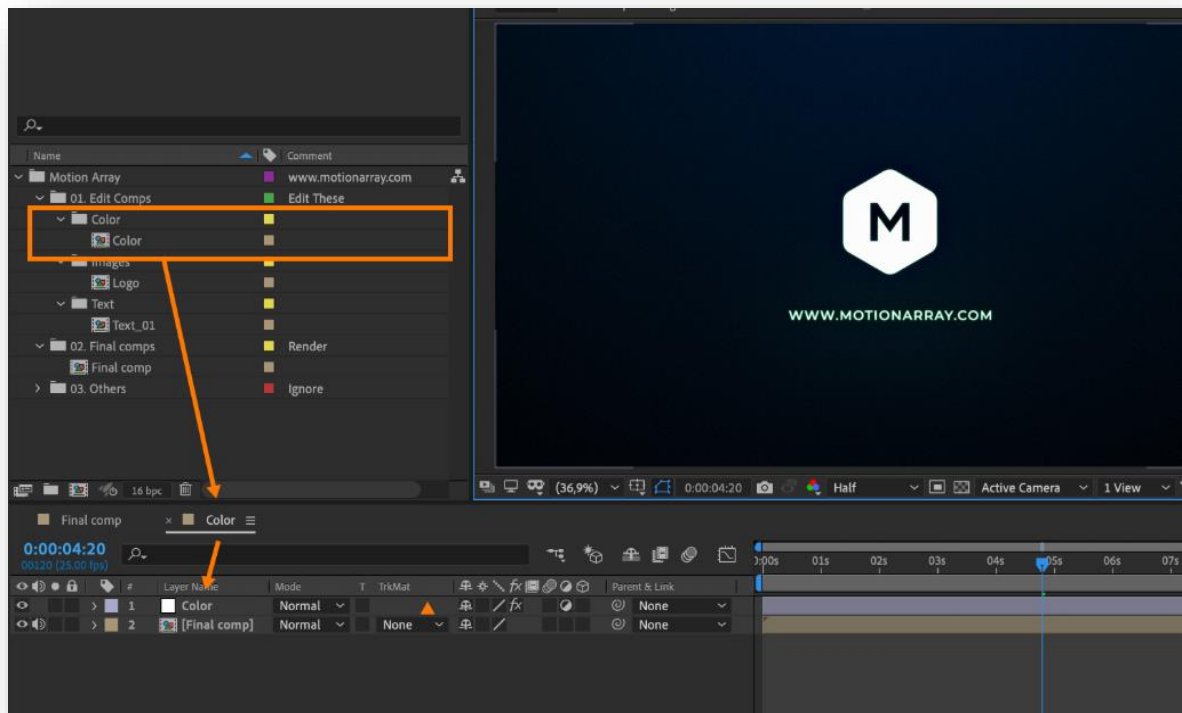 Name Comment
Motion Array www.motionarray.com
01. Edit Comps Edit These
Color
Color
Images
Logo
Text
Text_01
02. Final comps Render
Final comp
03. Others Ignore
M
WWW.MOTIONARRAY.COM
16 bpc
(36,9%) 0:00:04:20 Half Active Camera 1 View
Final comp × Color
0:00:04:20
00120 (25.00 fps)
:00s 01s 02s 03s 04s 05s 06s 07s
# Layer Name Mode T TrkMat fx Parent & Link
1 Color Normal fx None
2 [Final comp] Normal None None